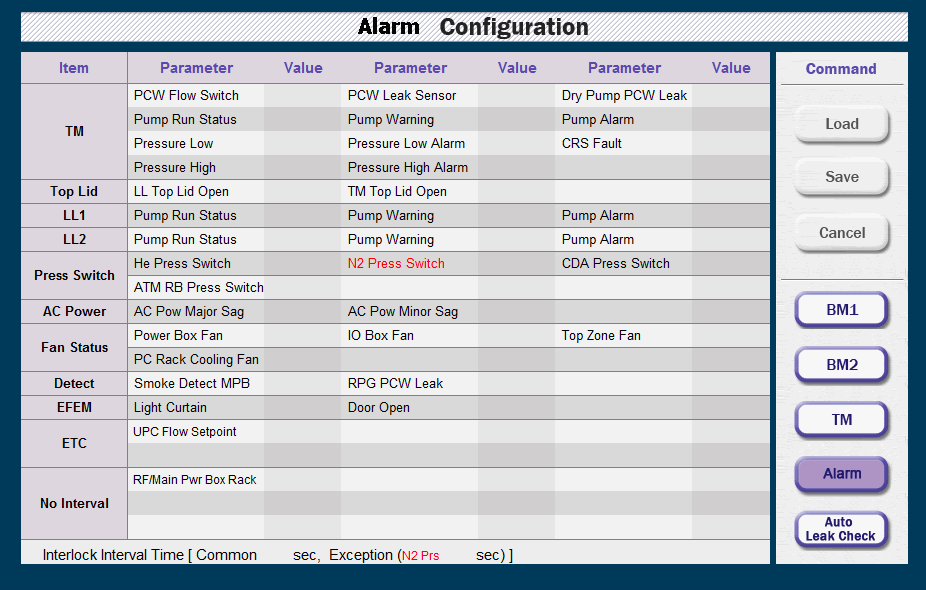 Alarm Configuration
Item Parameter Value Parameter Value Parameter Value
TM
PCW Flow Switch PCW Leak Sensor Dry Pump PCW Leak
Pump Run Status Pump Warning Pump Alarm
Pressure Low Pressure Low Alarm CRS Fault
Pressure High Pressure High Alarm
Top Lid LL Top Lid Open TM Top Lid Open
LL1 Pump Run Status Pump Warning Pump Alarm
LL2 Pump Run Status Pump Warning Pump Alarm
Press Switch
He Press Switch N2 Press Switch CDA Press Switch
ATM RB Press Switch
AC Power AC Pow Major Sag AC Pow Minor Sag
Fan Status
Power Box Fan IO Box Fan Top Zone Fan
PC Rack Cooling Fan
Detect Smoke Detect MPB RPG PCW Leak
EFEM Light Curtain Door Open
ETC
UPC Flow Setpoint
No Interval
RF/Main Pwr Box Rack
Interlock Interval Time [ Common sec, Exception (N2 Prs sec) ]
Command
Load
Save
Cancel
BM1
BM2
TM
Alarm
Auto
Leak Check